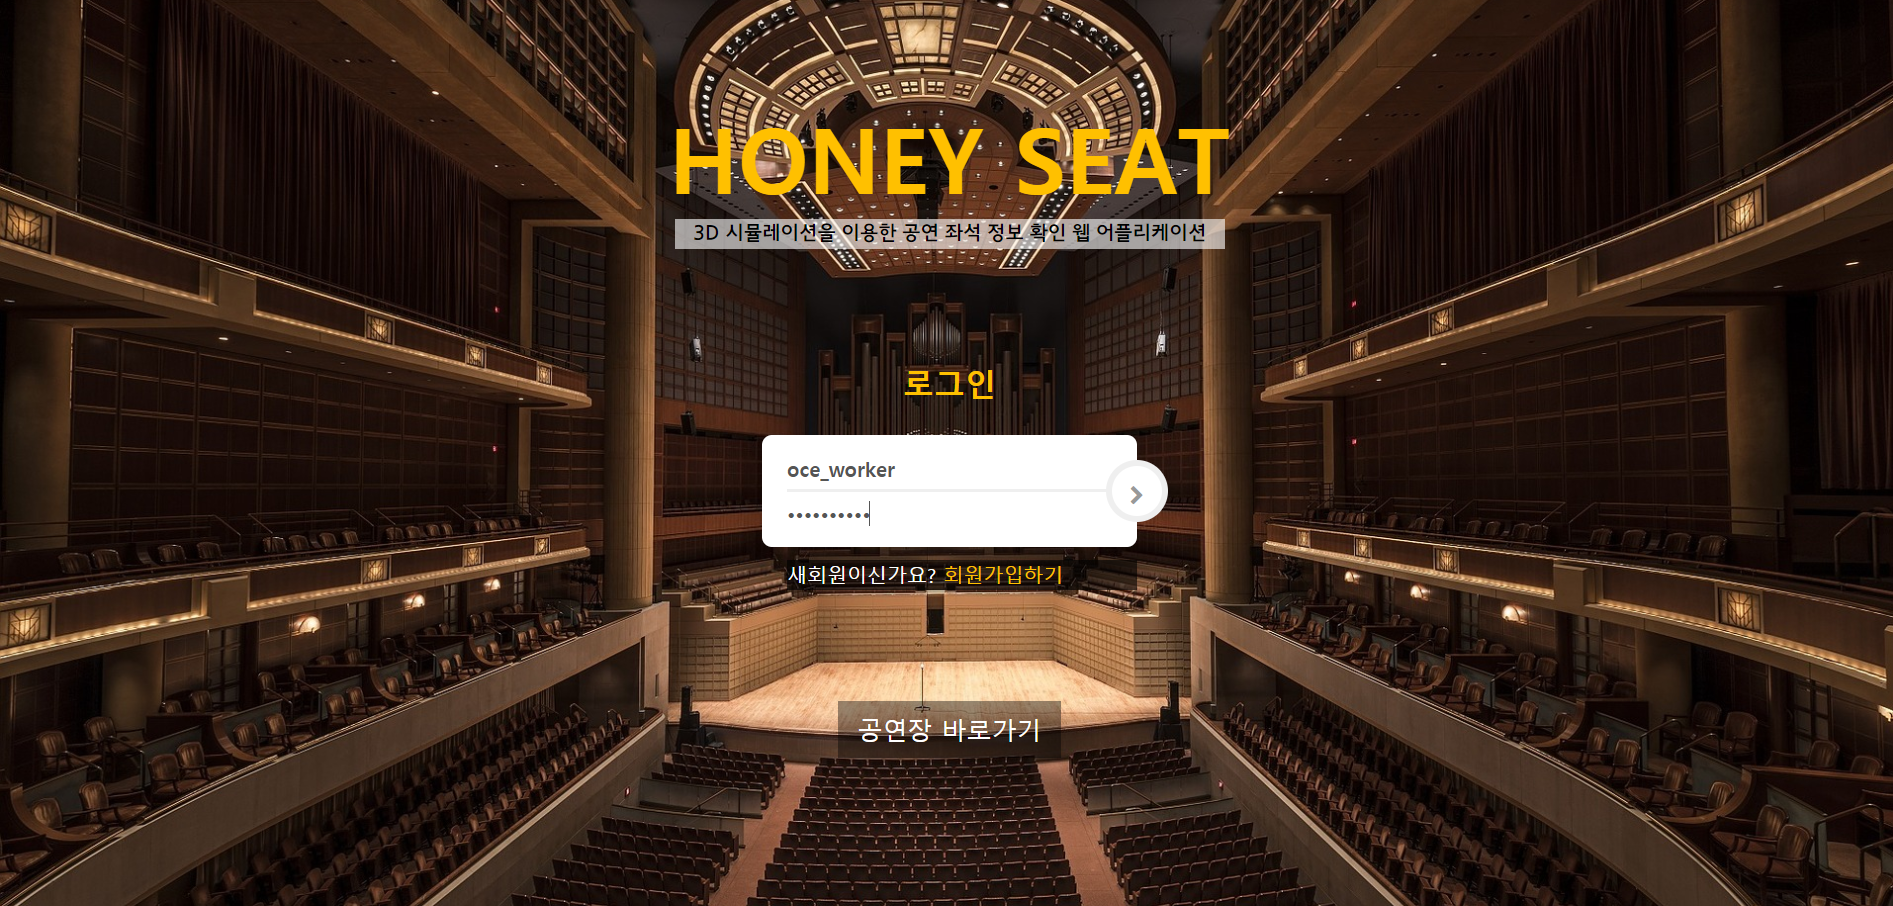 HONEY SEAT
3D 시뮬레이션을 이용한 공연 좌석 정보 확인 웹 어플리케이션
로그인
oce_worker
••••••••••
새회원이신가요? 회원가입하기
공연장 바로가기